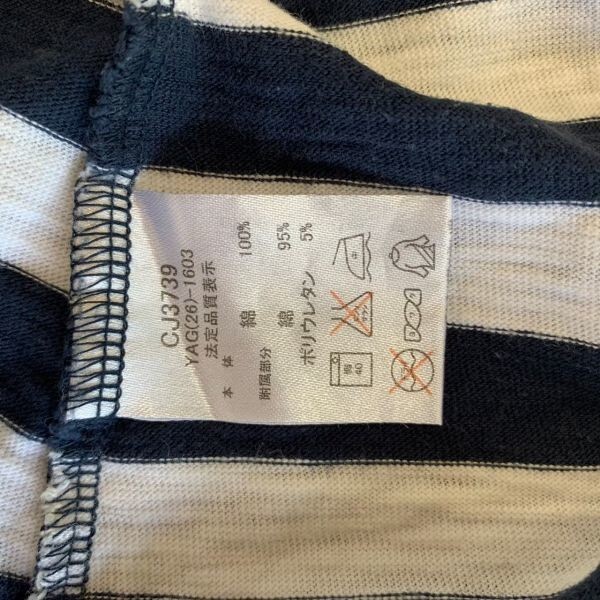 CJ3739
YAG(26)-1603
法定品質表示
本 体 綿 100%
附属部分 綿 95%
ポリウレタン 5%
弱
40